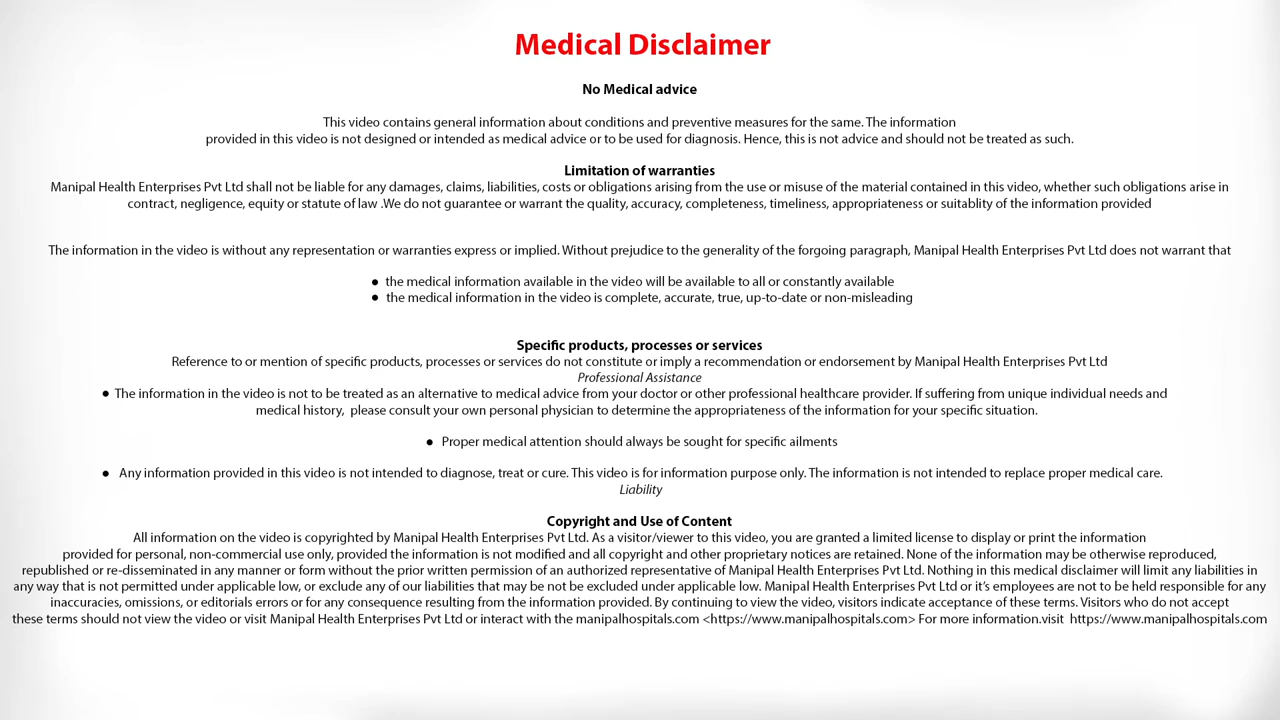 Medical Disclaimer
No Medical advice
This video contains general information about conditions and preventive measures for the same. The information
provided in this video is not designed or intended as medical advice or to be used for diagnosis. Hence, this is not advice and should not be treated as such.
Limitation of warranties
Manipal Health Enterprises Pvt Ltd shall not be liable for any damages, claims, liabilities, costs or obligations arising from the use or misuse of the material contained in this video, whether such obligations arise in
contract, negligence, equity or statute of law .We do not guarantee or warrant the quality, accuracy, completeness, timeliness, appropriateness or suitablity of the information provided
The information in the video is without any representation or warranties express or implied. Without prejudice to the generality of the forgoing paragraph, Manipal Health Enterprises Pvt Ltd does not warrant that
● the medical information available in the video will be available to all or constantly available
● the medical information in the video is complete, accurate, true, up-to-date or non-misleading
Specific products, processes or services
Reference to or mention of specific products, processes or services do not constitute or imply a recommendation or endorsement by Manipal Health Enterprises Pvt Ltd
Professional Assistance
● The information in the video is not to be treated as an alternative to medical advice from your doctor or other professional healthcare provider. If suffering from unique individual needs and
medical history, please consult your own personal physician to determine the appropriateness of the information for your specific situation.
● Proper medical attention should always be sought for specific ailments
● Any information provided in this video is not intended to diagnose, treat or cure. This video is for information purpose only. The information is not intended to replace proper medical care.
Liability
Copyright and Use of Content
All information on the video is copyrighted by Manipal Health Enterprises Pvt Ltd. As a visitor/viewer to this video, you are granted a limited license to display or print the information
provided for personal, non-commercial use only, provided the information is not modified and all copyright and other proprietary notices are retained. None of the information may be otherwise reproduced,
republished or re-disseminated in any manner or form without the prior written permission of an authorized representative of Manipal Health Enterprises Pvt Ltd. Nothing in this medical disclaimer will limit any liabilities in
any way that is not permitted under applicable low, or exclude any of our liabilities that may be not be excluded under applicable low. Manipal Health Enterprises Pvt Ltd or it's employees are not to be held responsible for any
inaccuracies, omissions, or editorials errors or for any consequence resulting from the information provided. By continuing to view the video, visitors indicate acceptance of these terms. Visitors who do not accept
these terms should not view the video or visit Manipal Health Enterprises Pvt Ltd or interact with the manipalhospitals.com <https://www.manipalhospitals.com> For more information.visit https://www.manipalhospitals.com